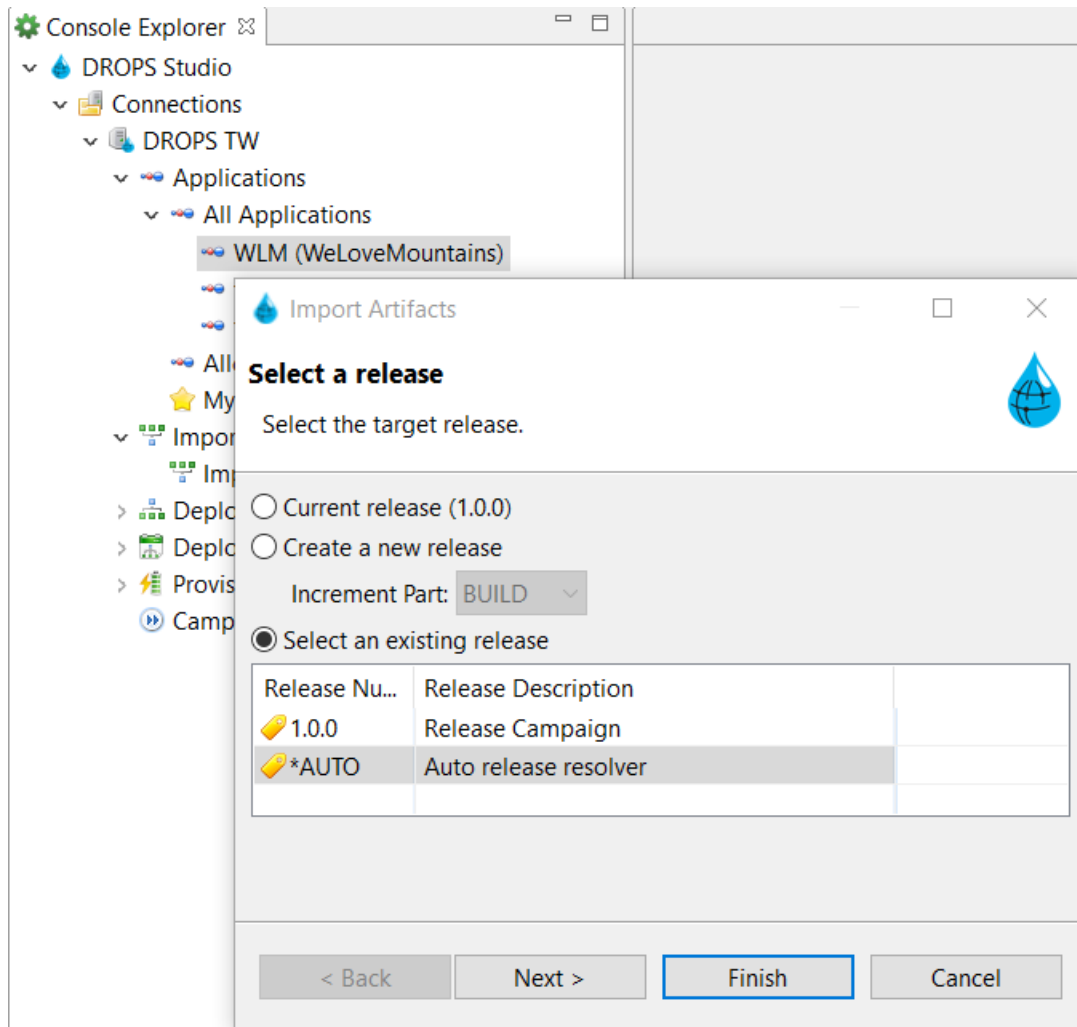 Console Explorer
DROPS Studio
Connections
DROPS TW
Applications
All Applications
WLM (WeLoveMountains)
My
Import Artifacts
Select a release
Select the target release.
Current release (1.0.0)
Create a new release
Increment Part: BUILD
Select an existing release
Release Nu... Release Description
1.0.0 Release Campaign
*AUTO Auto release resolver
< Back Next > Finish Cancel